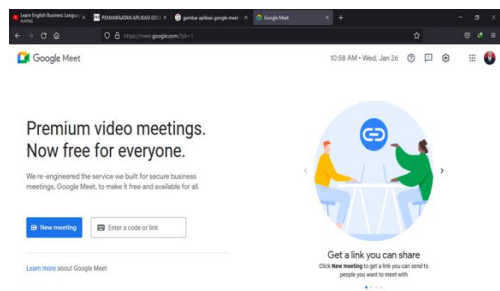 Learn English Business Langua
PEMANFAATAN APLIKASI GOO
gambar aplikasi google meet
Google Meet
https://meet.google.com/?pli=1
Google Meet
10:58 AM • Wed, Jan 26
Premium video meetings.
Now free for everyone.
We re-engineered the service we built for secure business
meetings, Google Meet, to make it free and available for all.
New meeting
Enter a code or link
Learn more about Google Meet
Get a link you can share
Click New meeting to get a link you can send to
people you want to meet with